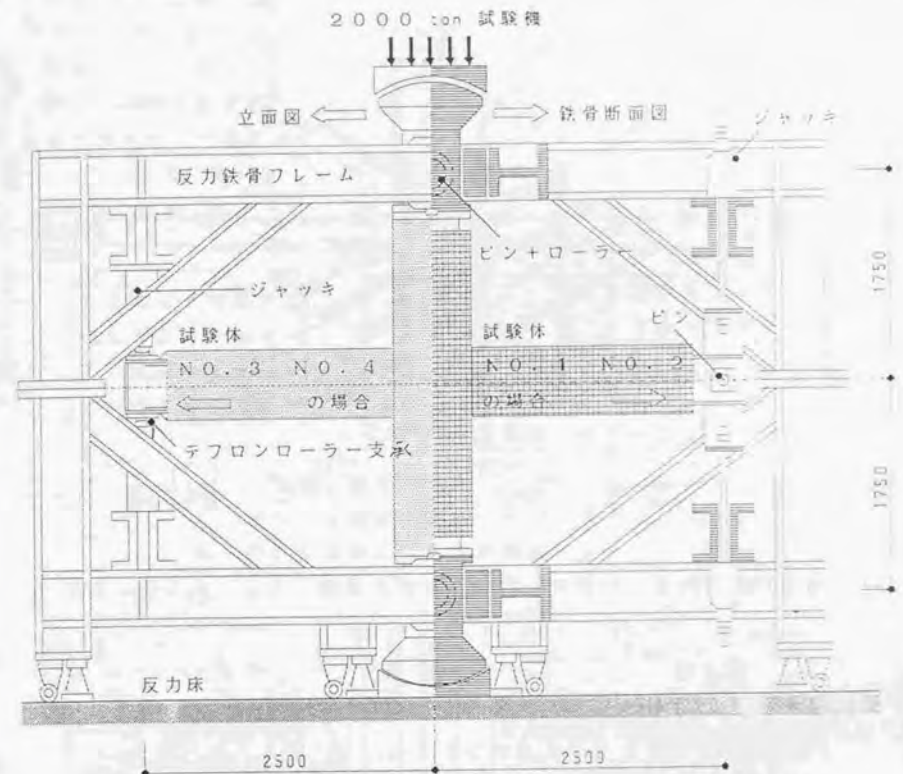 ２０００ ton 試験機
立面図
鉄骨断面図
ジャッキ
反力鉄骨フレーム
ピン＋ローラー
1750
ジャッキ
ピン
試験体
試験体
ＮＯ．３ ＮＯ．４
ＮＯ．１ ＮＯ．２
の場合
の場合
テフロンローラー支承
1750
反力床
2500
2500